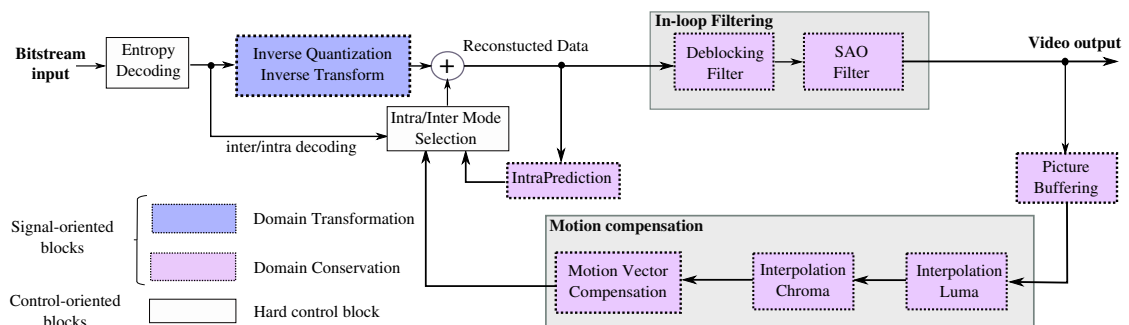 In-loop Filtering
Bitstream
input
Entropy
Decoding
Inverse Quantization
Inverse Transform
+
Reconstucted Data
Deblocking
Filter
SAO
Filter
Video output
Intra/Inter Mode
Selection
inter/intra decoding
IntraPrediction
Picture
Buffering
Signal-oriented
blocks
Domain Transformation
Domain Conservation
Control-oriented
blocks
Hard control block
Motion compensation
Motion Vector
Compensation
Interpolation
Chroma
Interpolation
Luma